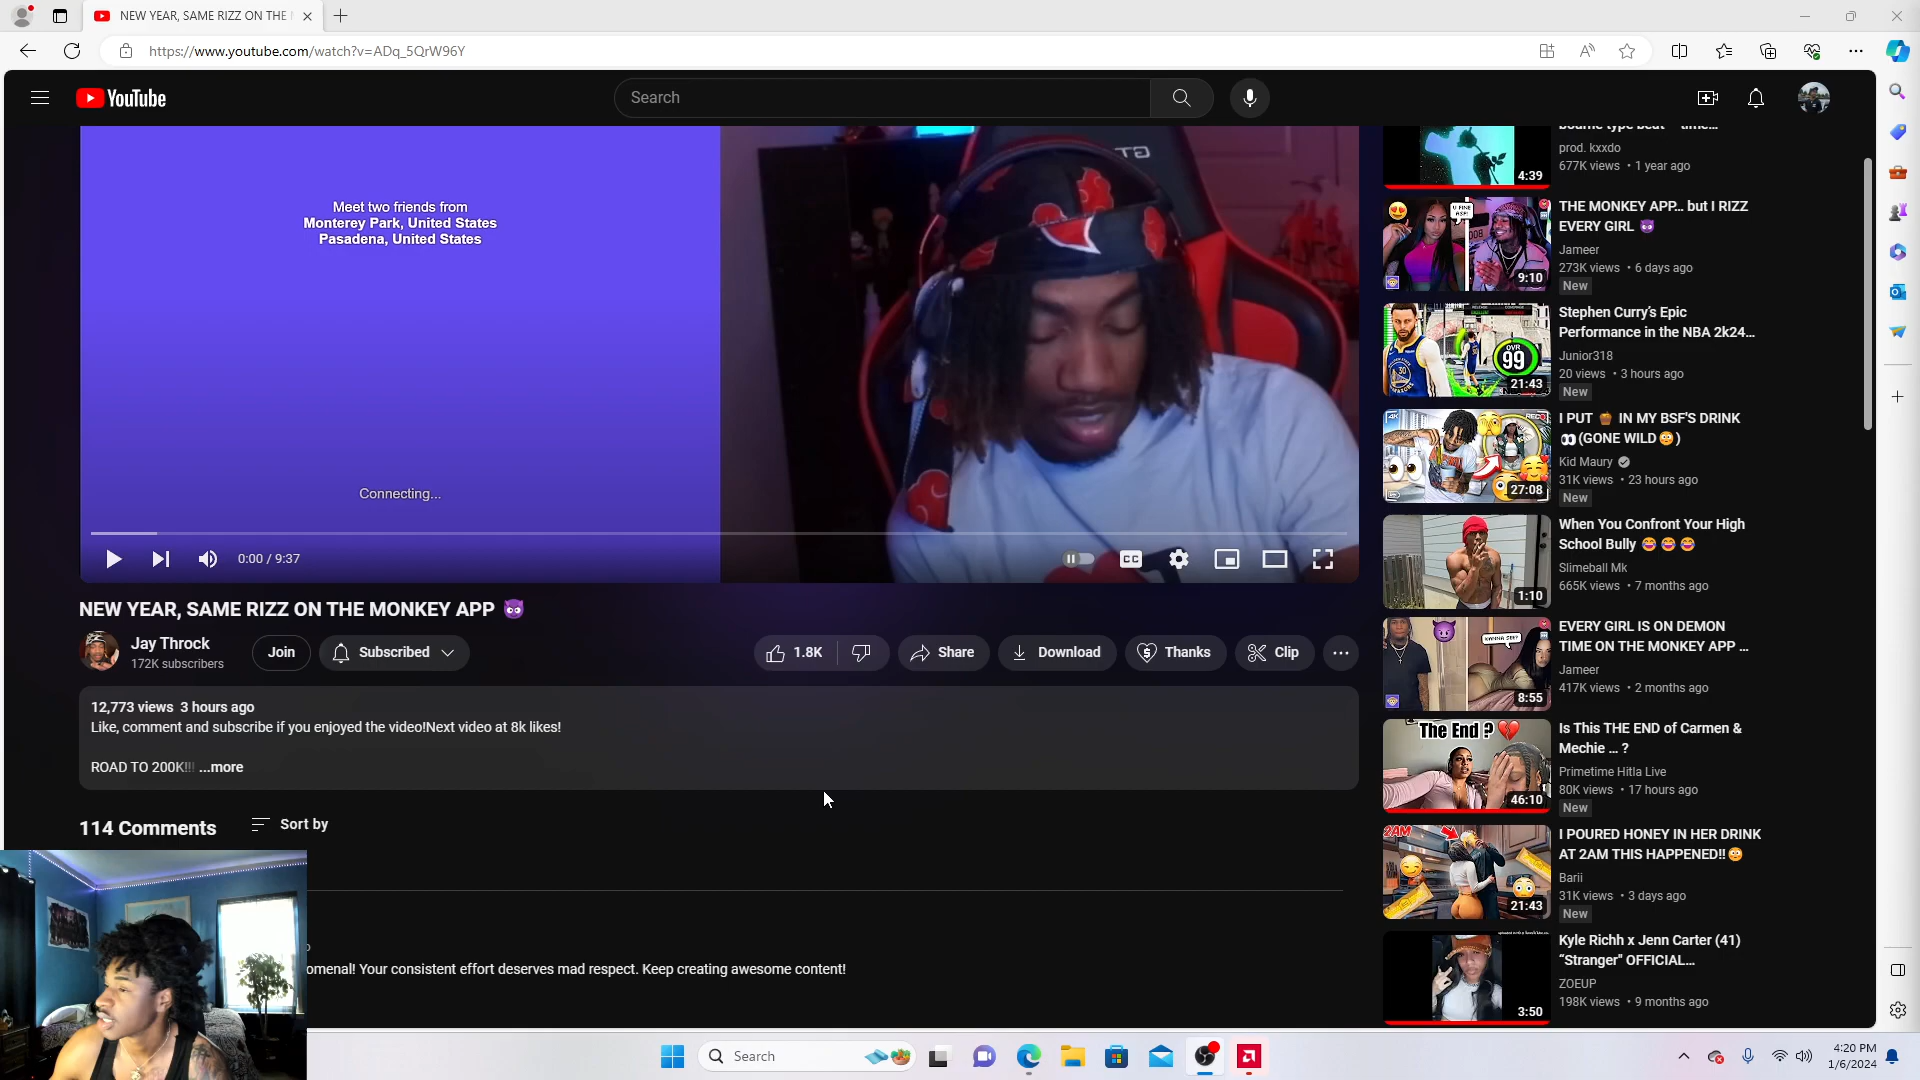 NEW YEAR, SAME RIZZ ON THE
https://www.youtube.com/watch?v=ADq_5QrW96Y
YouTube
Search
Meet two friends from
Monterey Park, United States
Pasadena, United States
Connecting...
GT
0:00 / 9:37
CC
NEW YEAR, SAME RIZZ ON THE MONKEY APP 😈
Jay Throck
172K subscribers
Join
Subscribed
1.8K
Share
Download
Thanks
Clip
12,773 views 3 hours ago
Like, comment and subscribe if you enjoyed the video!Next video at 8k likes!
ROAD TO 200K!!! ...more
114 Comments
Sort by
omenal! Your consistent effort deserves mad respect. Keep creating awesome content!
prod. kxxdo
677K views • 1 year ago
4:39
THE MONKEY APP... but I RIZZ
EVERY GIRL 😈
Jameer
273K views • 6 days ago
New
U FINE
ASF!
9:10
Stephen Curry's Epic
Performance in the NBA 2k24...
Junior318
20 views • 3 hours ago
New
OVR
99
30
21:43
I PUT 🎃 IN MY BSF'S DRINK
👀(GONE WILD😳)
Kid Maury
31K views • 23 hours ago
New
4K
REC
27:08
When You Confront Your High
School Bully 😂 😂 😂
Slimeball Mk
665K views • 7 months ago
1:10
EVERY GIRL IS ON DEMON
TIME ON THE MONKEY APP ...
Jameer
417K views • 2 months ago
8:55
Is This THE END of Carmen &
Mechie ... ?
Primetime Hitla Live
80K views • 17 hours ago
New
The End ?
46:10
I POURED HONEY IN HER DRINK
AT 2AM THIS HAPPENED!! 😳
Barii
31K views • 3 days ago
New
2AM
21:43
Kyle Richh x Jenn Carter (41)
“Stranger” OFFICIAL...
ZOEUP
198K views • 9 months ago
3:50
Search
4:20 PM
1/6/2024